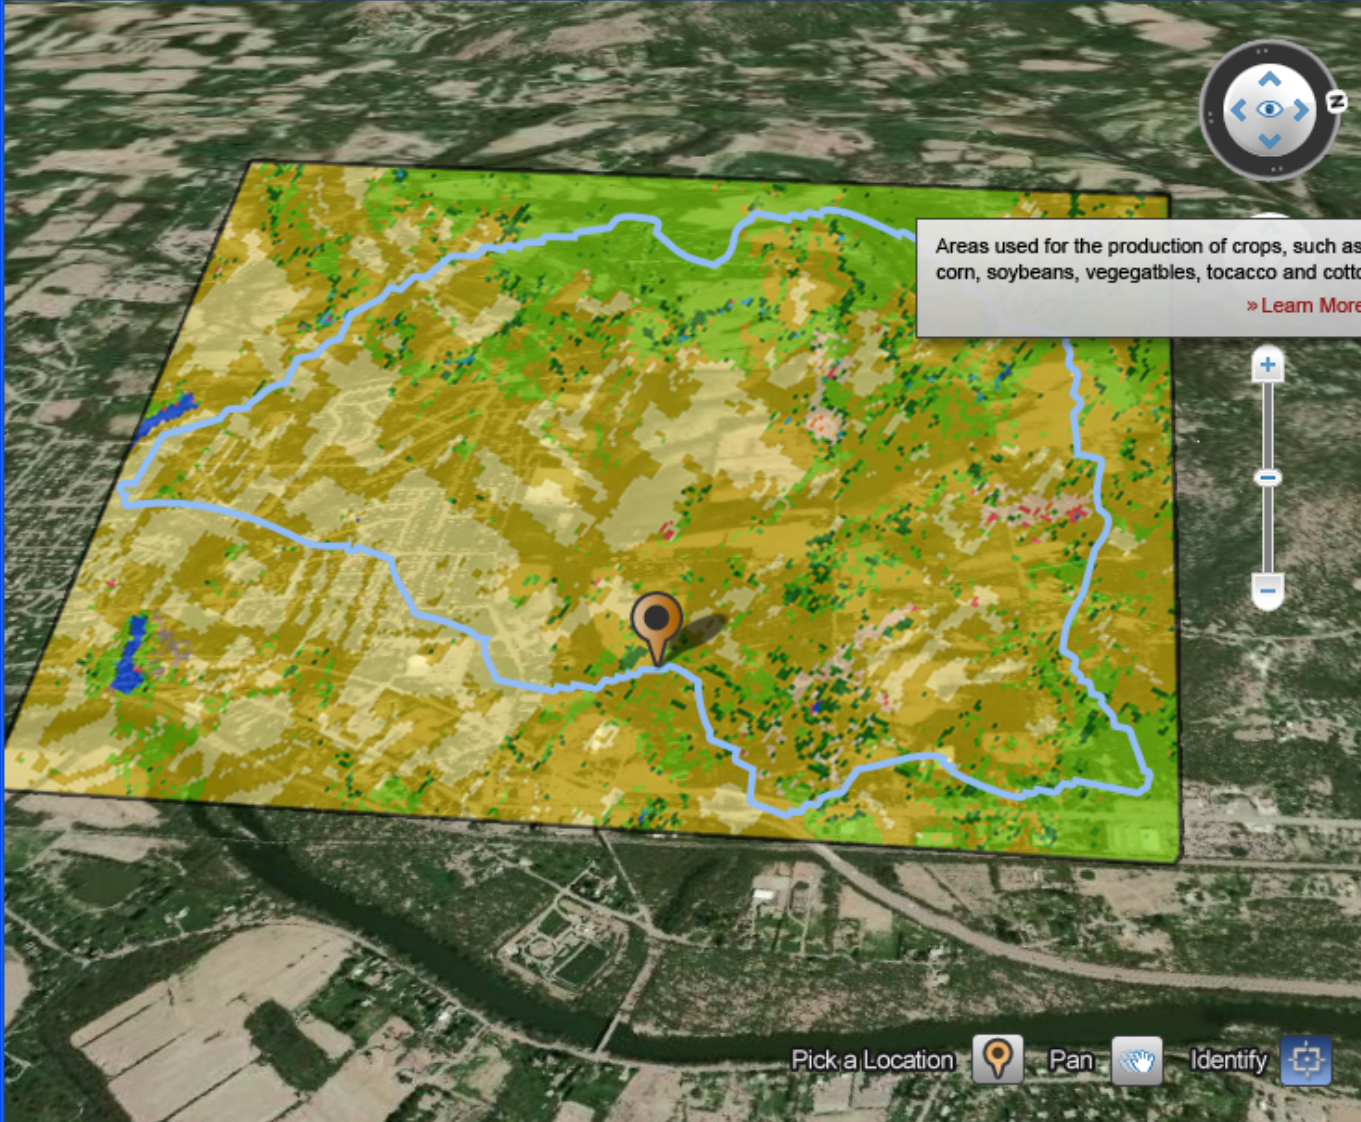 N
Areas used for the production of crops, such as
corn, soybeans, vegegatbles, tocacco and cotto
» Learn More
Pick a Location Pan Identify